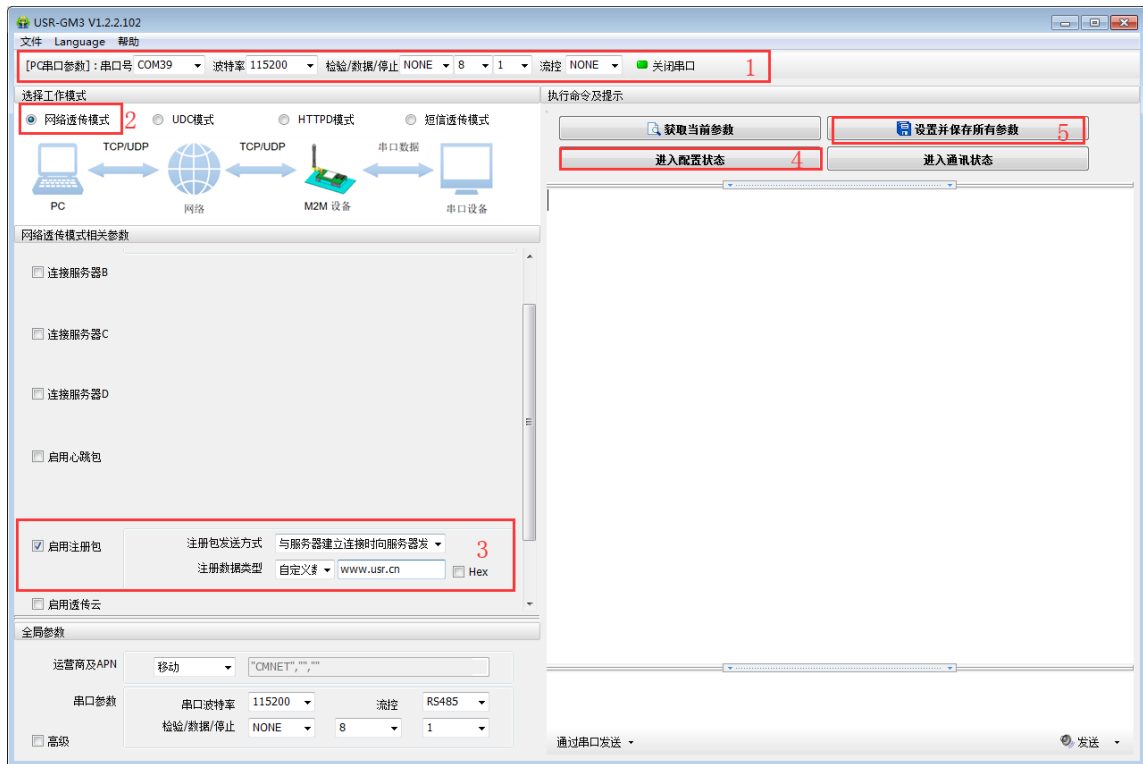 USR-GM3 V1.2.2.102
文件 Language 帮助
[PC串口参数]:串口号 COM39 波特率 115200 检验/数据/停止 NONE 8 1 流控 NONE 关闭串口 1
选择工作模式
网络透传模式 2 UDC模式 HTTPD模式 短信透传模式
TCP/UDP TCP/UDP 串口数据
PC 网络 M2M 设备 串口设备
网络透传模式相关参数
连接服务器B
连接服务器C
连接服务器D
启用心跳包
启用注册包 注册包发送方式 与服务器建立连接时向服务器发 3
注册数据类型 自定义 www.usr.cn Hex
启用透传云
全局参数
运营商及APN 移动 "CMNET","",""
串口参数 串口波特率 115200 流控 RS485
检验/数据/停止 NONE 8 1
高级
执行命令及提示
获取当前参数 设置并保存所有参数 5
进入配置状态 4 进入通讯状态
通过串口发送 发送